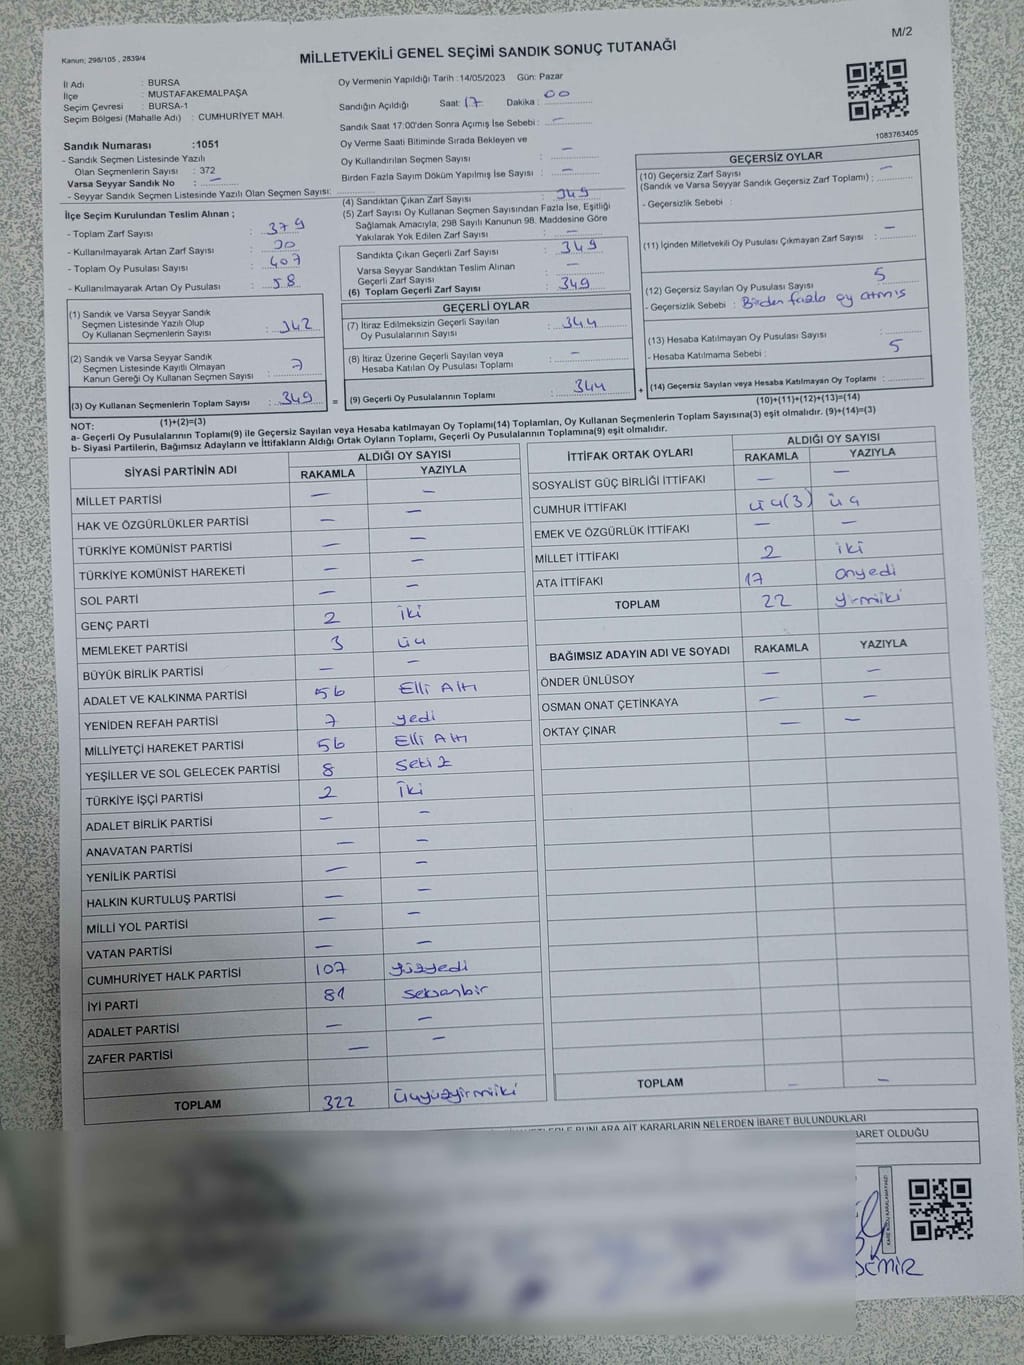 M/2
Kanun; 298/105 , 2839/4
MİLLETVEKİLİ GENEL SEÇİMİ SANDIK SONUÇ TUTANAĞI
İl Adı : BURSA
İlçe : MUSTAFAKEMALPAŞA
Seçim Çevresi : BURSA-1
Seçim Bölgesi (Mahalle Adı) : CUMHURİYET MAH.
Sandık Numarası :1051
- Sandık Seçmen Listesinde Yazılı
Olan Seçmenlerin Sayısı : 372
Varsa Seyyar Sandık No : —
- Seyyar Sandık Seçmen Listesinde Yazılı Olan Seçmen Sayısı:
Oy Vermenin Yapıldığı Tarih :14/05/2023 Gün: Pazar
Sandığın Açıldığı Saat: 17 Dakika : 00
Sandık Saat 17:00'den Sonra Açımış İse Sebebi : —
Oy Verme Saati Bitiminde Sırada Bekleyen ve
Oy Kullandırılan Seçmen Sayısı : —
Birden Fazla Sayım Döküm Yapılmış İse Sayısı : —
1083763405
İlçe Seçim Kurulundan Teslim Alınan ;
- Toplam Zarf Sayısı : 379
- Kullanılmayarak Artan Zarf Sayısı : 30
- Toplam Oy Pusulası Sayısı : 407
- Kullanılmayarak Artan Oy Pusulası : 58
(1) Sandık ve Varsa Seyyar Sandık
Seçmen Listesinde Yazılı Olup
Oy Kullanan Seçmenlerin Sayısı : 342
(2) Sandık ve Varsa Seyyar Sandık
Seçmen Listesinde Kayıtlı Olmayan
Kanun Gereği Oy Kullanan Seçmen Sayısı : 7
(3) Oy Kullanan Seçmenlerin Toplam Sayısı : 349
(1)+(2)=(3)
(4) Sandıktan Çıkan Zarf Sayısı : 349
(5) Zarf Sayısı Oy Kullanan Seçmen Sayısından Fazla İse, Eşitliği
Sağlamak Amacıyla, 298 Sayılı Kanunun 98. Maddesine Göre
Yakılarak Yok Edilen Zarf Sayısı : —
Sandıkta Çıkan Geçerli Zarf Sayısı : 349
Varsa Seyyar Sandıktan Teslim Alınan
Geçerli Zarf Sayısı : —
(6) Toplam Geçerli Zarf Sayısı : 349
GEÇERLİ OYLAR
(7) İtiraz Edilmeksizin Geçerli Sayılan
Oy Pusulalarının Sayısı : 344
(8) İtiraz Üzerine Geçerli Sayılan veya
Hesaba Katılan Oy Pusulası Toplamı : —
= (9) Geçerli Oy Pusulalarının Toplamı : 344 +
GEÇERSİZ OYLAR
(10) Geçersiz Zarf Sayısı
(Sandık ve Varsa Seyyar Sandık Geçersiz Zarf Toplamı) : —
- Geçersizlik Sebebi :
(11) İçinden Milletvekili Oy Pusulası Çıkmayan Zarf Sayısı : —
(12) Geçersiz Sayılan Oy Pusulası Sayısı : 5
- Geçersizlik Sebebi : Birden fazla oy atmış
(13) Hesaba Katılmayan Oy Pusulası Sayısı :
- Hesaba Katılmama Sebebi : 5
(14) Geçersiz Sayılan veya Hesaba Katılmayan Oy Toplamı :
(10)+(11)+(12)+(13)=(14)
NOT:
a- Geçerli Oy Pusulalarının Toplamı(9) ile Geçersiz Sayılan veya Hesaba katılmayan Oy Toplamı(14) Toplamları, Oy Kullanan Seçmenlerin Toplam Sayısına(3) eşit olmalıdır. (9)+(14)=(3)
b- Siyasi Partilerin, Bağımsız Adayların ve İttifakların Aldığı Ortak Oyların Toplamı, Geçerli Oy Pusulalarının Toplamına(9) eşit olmalıdır.
SİYASİ PARTİNİN ADI ALDIĞI OY SAYISI
RAKAMLA YAZIYLA
MİLLET PARTİSİ — —
HAK VE ÖZGÜRLÜKLER PARTİSİ — —
TÜRKİYE KOMÜNİST PARTİSİ — —
TÜRKİYE KOMÜNİST HAREKETİ — —
SOL PARTİ — —
GENÇ PARTİ 2 iki
MEMLEKET PARTİSİ 3 üç
BÜYÜK BİRLİK PARTİSİ — —
ADALET VE KALKINMA PARTİSİ 56 Elli Altı
YENİDEN REFAH PARTİSİ 7 yedi
MİLLİYETÇİ HAREKET PARTİSİ 56 Elli Altı
YEŞİLLER VE SOL GELECEK PARTİSİ 8 Sekiz
TÜRKİYE İŞÇİ PARTİSİ 2 İki
ADALET BİRLİK PARTİSİ — —
ANAVATAN PARTİSİ — —
YENİLİK PARTİSİ — —
HALKIN KURTULUŞ PARTİSİ — —
MİLLİ YOL PARTİSİ — —
VATAN PARTİSİ — —
CUMHURİYET HALK PARTİSİ 107 yüzyedi
İYİ PARTİ 81 seksenbir
ADALET PARTİSİ — —
ZAFER PARTİSİ — —
TOPLAM 322 Üçyüzyirmiiki
İTTİFAK ORTAK OYLARI ALDIĞI OY SAYISI
RAKAMLA YAZIYLA
SOSYALİST GÜÇ BİRLİĞİ İTTİFAKI — —
CUMHUR İTTİFAKI üç(3) üç
EMEK VE ÖZGÜRLÜK İTTİFAKI — —
MİLLET İTTİFAKI 2 iki
ATA İTTİFAKI 17 onyedi
TOPLAM 22 yirmiiki
BAĞIMSIZ ADAYIN ADI VE SOYADI RAKAMLA YAZIYLA
ÖNDER ÜNLÜSOY — —
OSMAN ONAT ÇETİNKAYA — —
OKTAY ÇINAR — —
TOPLAM — —
BUNLARA AİT KARARLARIN NELERDEN İBARET BULUNDUKLARI
İBARET OLDUĞU